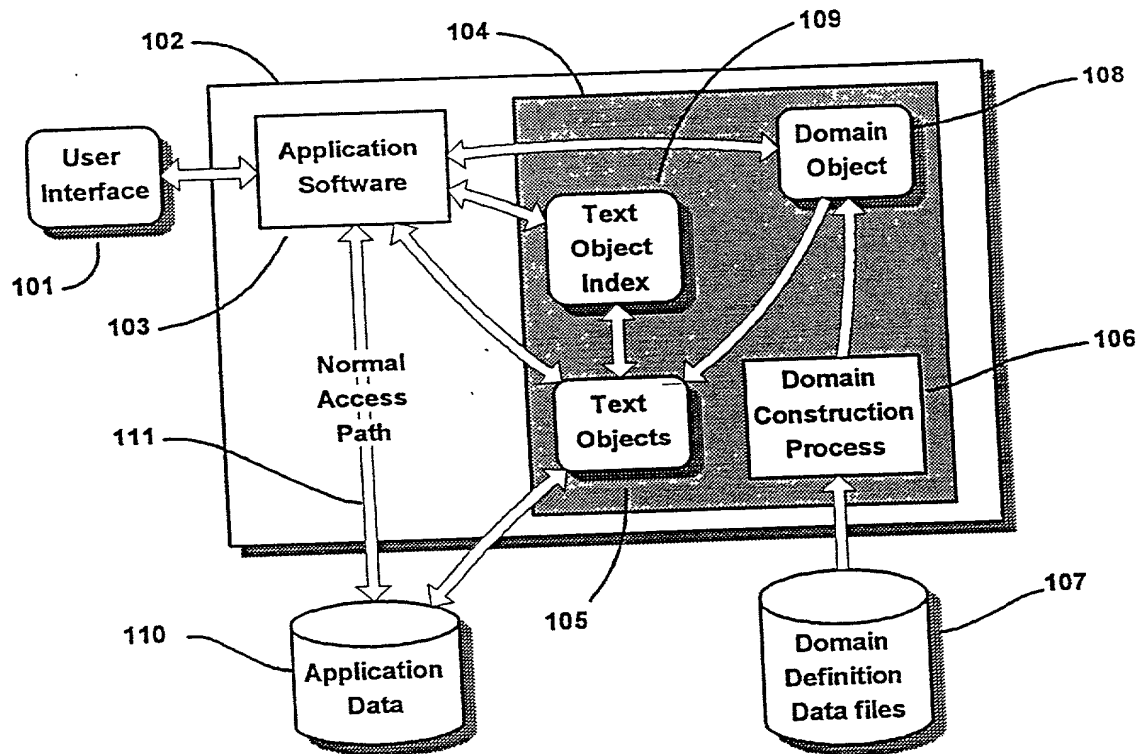 109
102
104
108
User
Interface
Application
Software
Domain
Object
Text
Object
Index
101
103
106
Normal
Access
Path
Domain
Construction
Process
Text
Objects
111
107
105
110
Application
Data
Domain
Definition
Data files